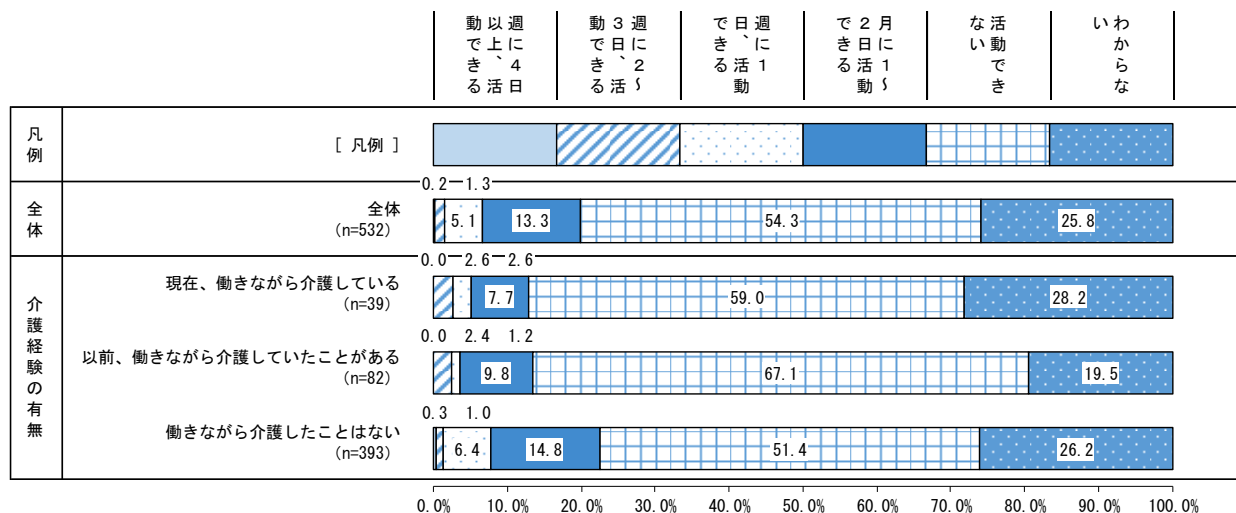 週に4日
以上、活
動できる
週に2~
3日、活
動できる
週に1
日、活動
できる
月に1~
2日活動
できる
活動でき
ない
わからな
い
凡例
[ 凡例 ]
0.2 1.3
全体
全体
(n=532)
5.1 13.3 54.3 25.8
介護経験の有無
0.0 2.6 2.6
現在、働きながら介護している
(n=39)
7.7 59.0 28.2
0.0 2.4 1.2
以前、働きながら介護していたことがある
(n=82)
9.8 67.1 19.5
0.3 1.0
働きながら介護したことはない
(n=393)
6.4 14.8 51.4 26.2
0.0% 10.0% 20.0% 30.0% 40.0% 50.0% 60.0% 70.0% 80.0% 90.0% 100.0%